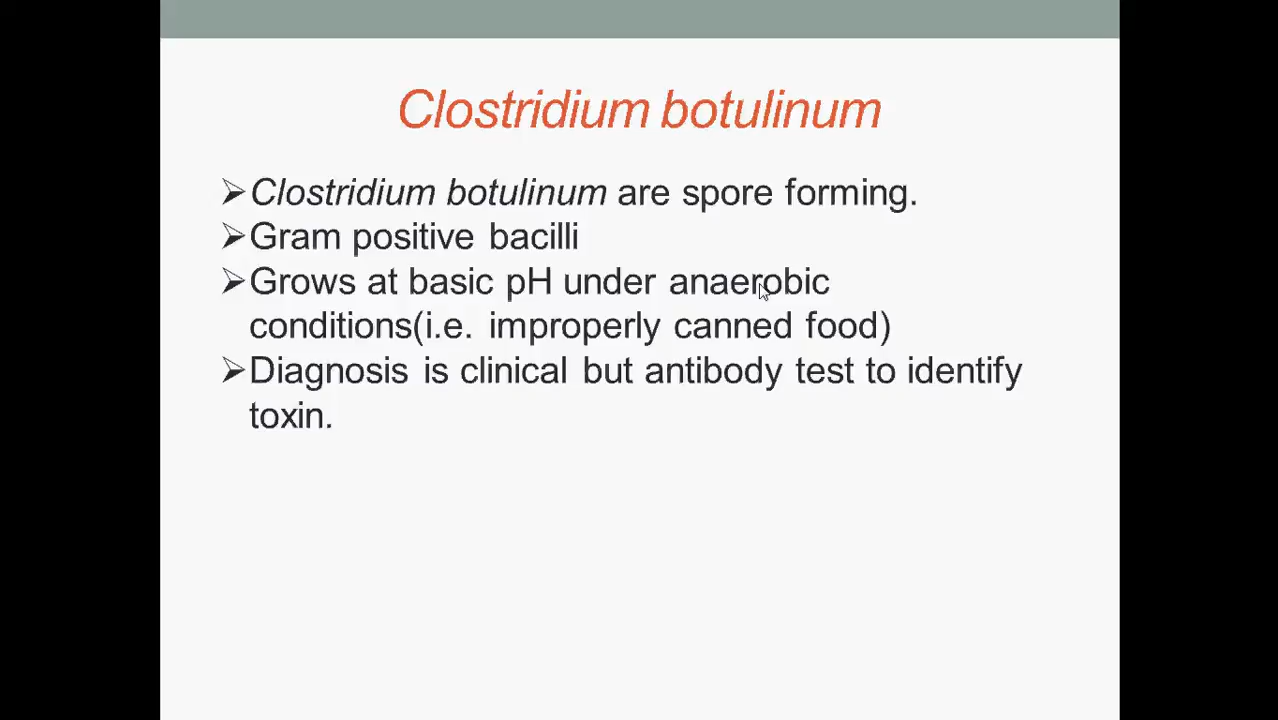 Clostridium botulinum
➢Clostridium botulinum are spore forming.
➢Gram positive bacilli
➢Grows at basic pH under anaerobic
conditions(i.e. improperly canned food)
➢Diagnosis is clinical but antibody test to identify
toxin.